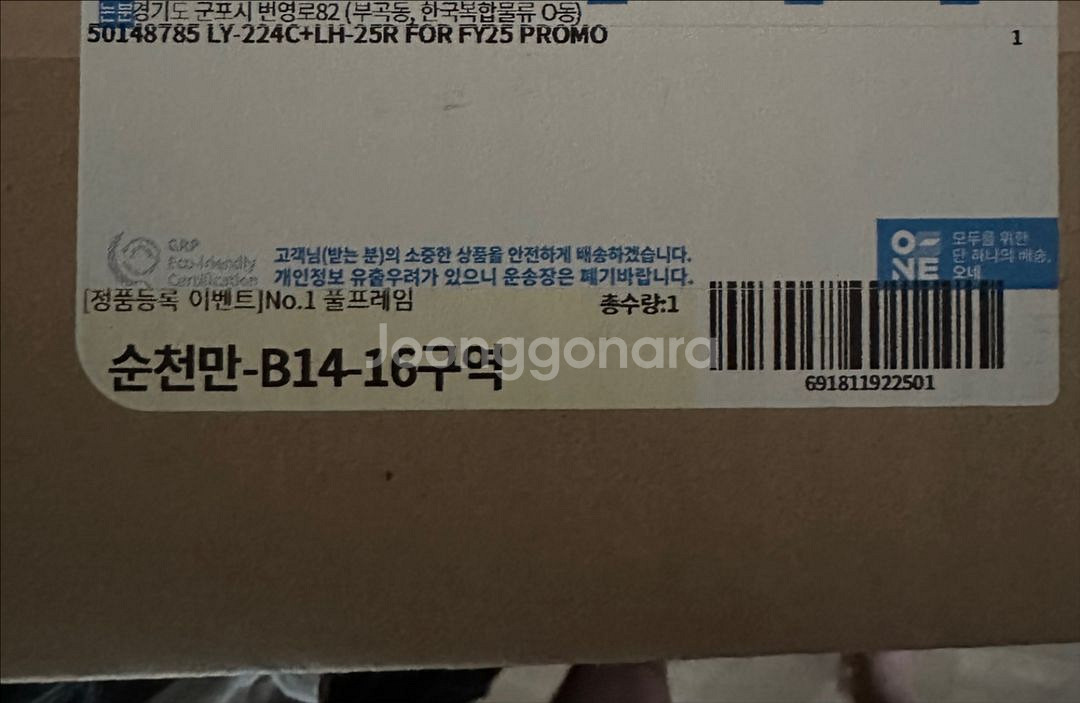 경기도 군포시 번영로82 (부곡동, 한국복합물류 O동)
50148785 LY-224C+LH-25R FOR FY25 PROMO 1
G.R.P
Eco-friendly
Certification
고객님(받는 분)의 소중한 상품을 안전하게 배송하겠습니다.
개인정보 유출우려가 있으니 운송장은 폐기바랍니다.
O-NE
모두를 위한
단 하나의 배송,
오네
[정품등록 이벤트]No.1 풀프레임 총수량:1
순천만-B14-16구역
691811922501
Joonggonara